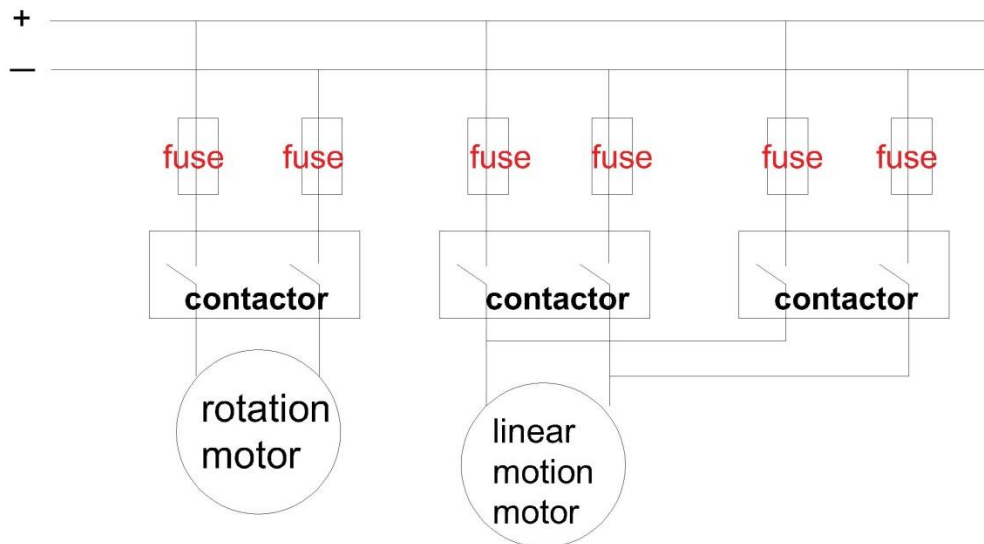 +
—
fuse fuse fuse fuse fuse fuse
contactor contactor contactor
rotation
motor
linear
motion
motor